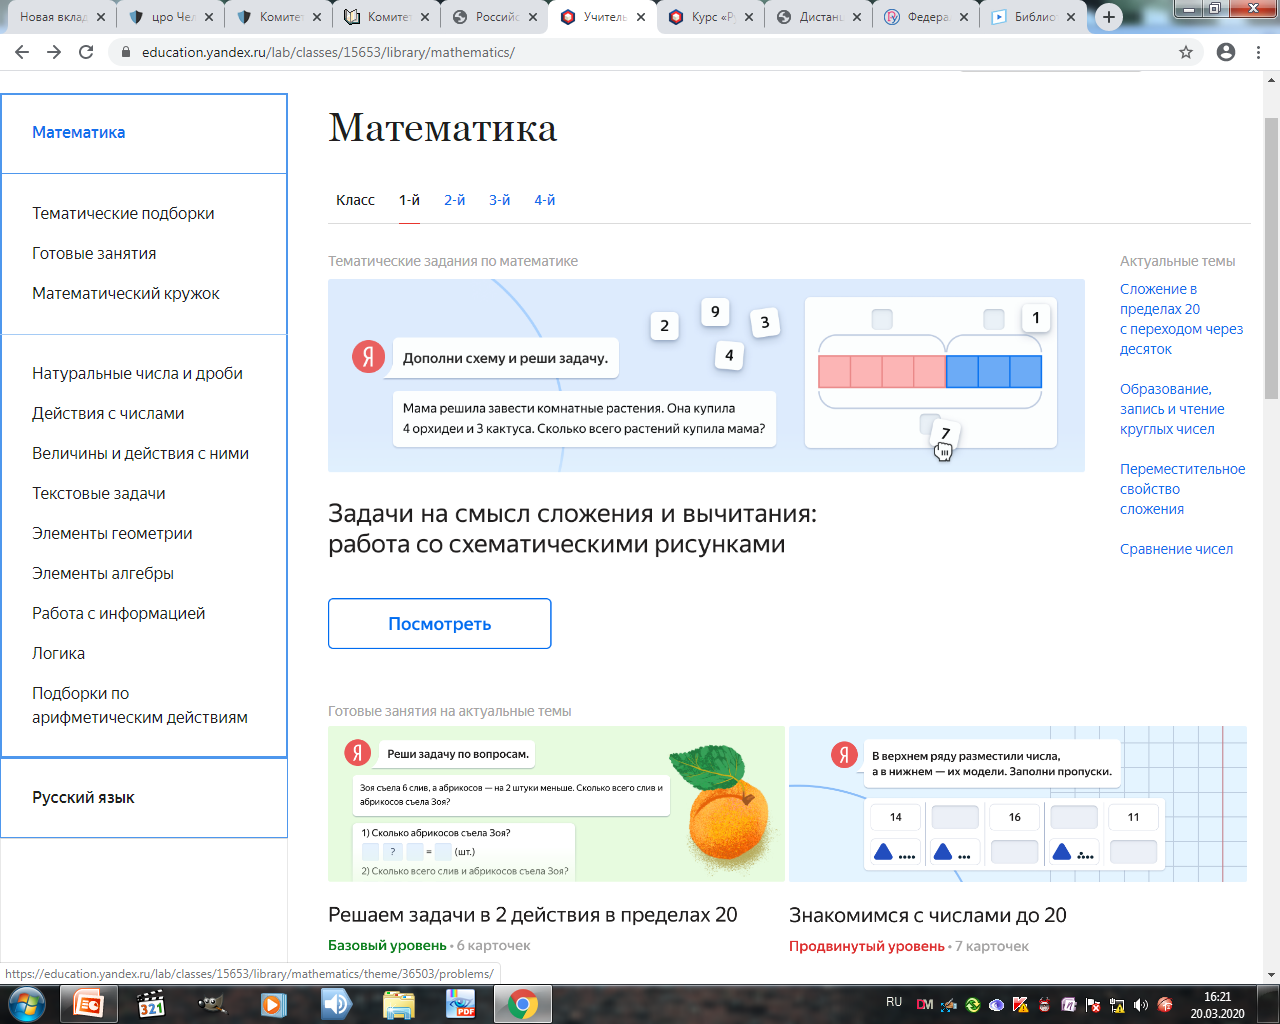 Новая вклад
цро Чел
Комитет
Комитет
Российс
Учитель
Курс «Р
Дистан
Федера
Библио
education.yandex.ru/lab/classes/15653/library/mathematics/
Математика
Тематические подборки
Готовые занятия
Математический кружок
Натуральные числа и дроби
Действия с числами
Величины и действия с ними
Текстовые задачи
Элементы геометрии
Элементы алгебры
Работа с информацией
Логика
Подборки по
арифметическим действиям
Русский язык
Математика
Класс 1-й 2-й 3-й 4-й
Тематические задания по математике
Я
Дополни схему и реши задачу.
Мама решила завести комнатные растения. Она купила
4 орхидеи и 3 кактуса. Сколько всего растений купила мама?
2 9 3
4
1
7
Задачи на смысл сложения и вычитания:
работа со схематическими рисунками
Посмотреть
Актуальные темы
Сложение в
пределах 20
с переходом через
десяток
Образование,
запись и чтение
круглых чисел
Переместительное
свойство
сложения
Сравнение чисел
Готовые занятия на актуальные темы
Я
Реши задачу по вопросам.
Зоя съела 6 слив, а абрикосов — на 2 штуки меньше. Сколько всего слив и
абрикосов съела Зоя?
1) Сколько абрикосов съела Зоя?
? = (шт.)
2) Сколько всего слив и абрикосов съела Зоя?
Решаем задачи в 2 действия в пределах 20
Базовый уровень • 6 карточек
Я
В верхнем ряду разместили числа,
а в нижнем — их модели. Заполни пропуски.
14 16 11
Знакомимся с числами до 20
Продвинутый уровень • 7 карточек
https://education.yandex.ru/lab/classes/15653/library/mathematics/theme/36503/problems/
321
PDF
RU
DM
16:21
20.03.2020